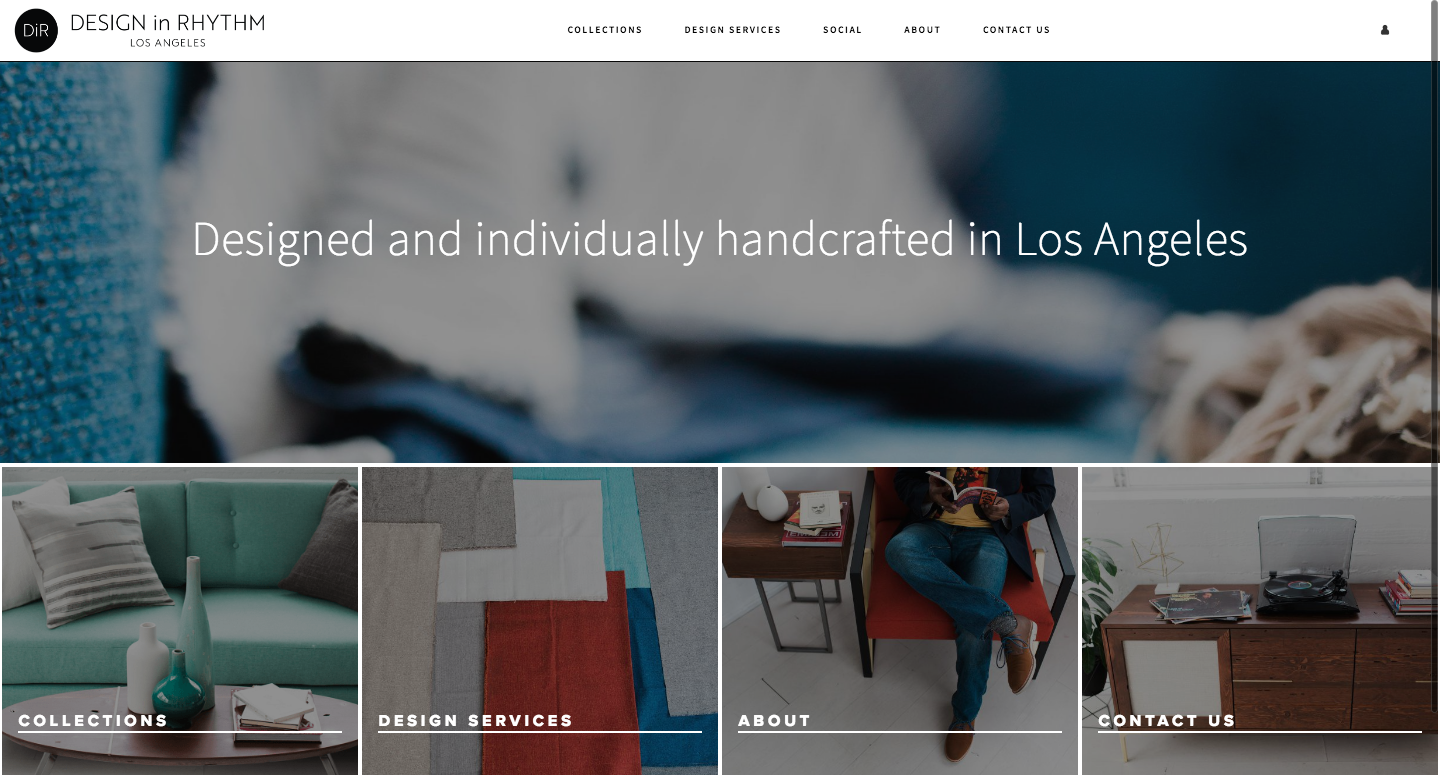 DiR DESIGN in RHYTHM
LOS ANGELES
COLLECTIONS DESIGN SERVICES SOCIAL ABOUT CONTACT US
Designed and individually handcrafted in Los Angeles
COLLECTIONS
DESIGN SERVICES
ABOUT
CONTACT US